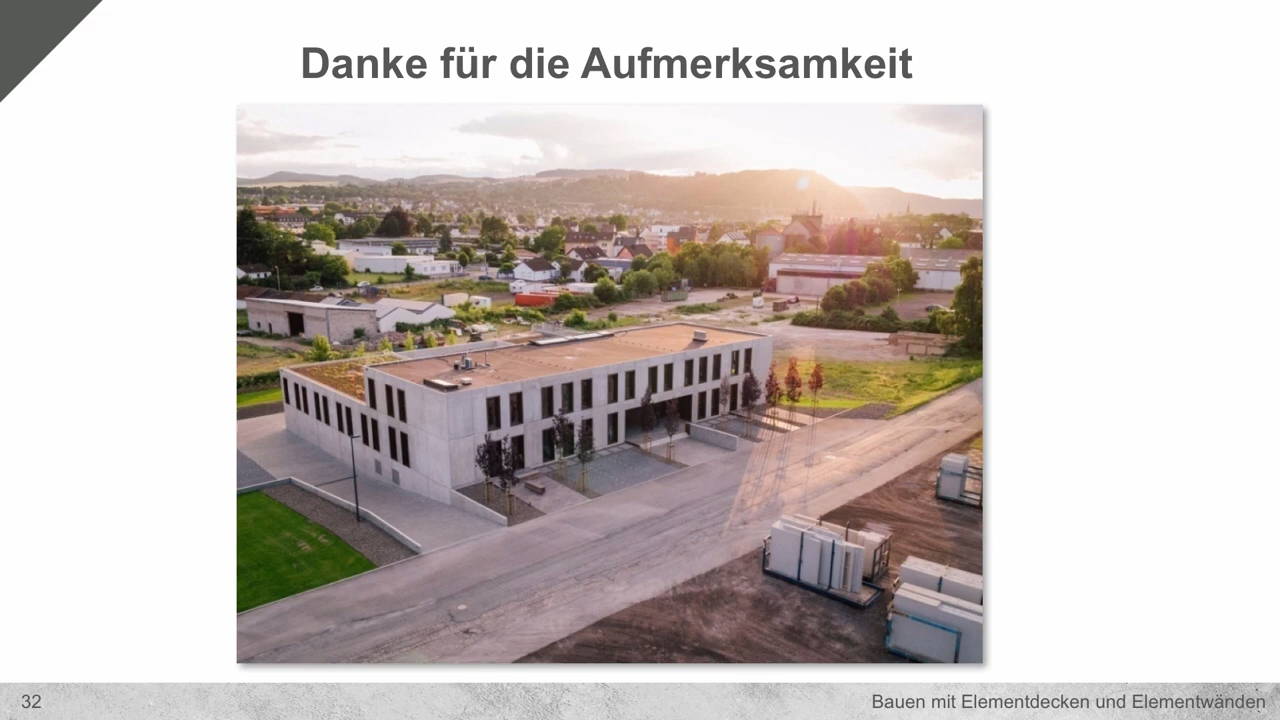 Danke für die Aufmerksamkeit
32
Bauen mit Elementdecken und Elementwänden